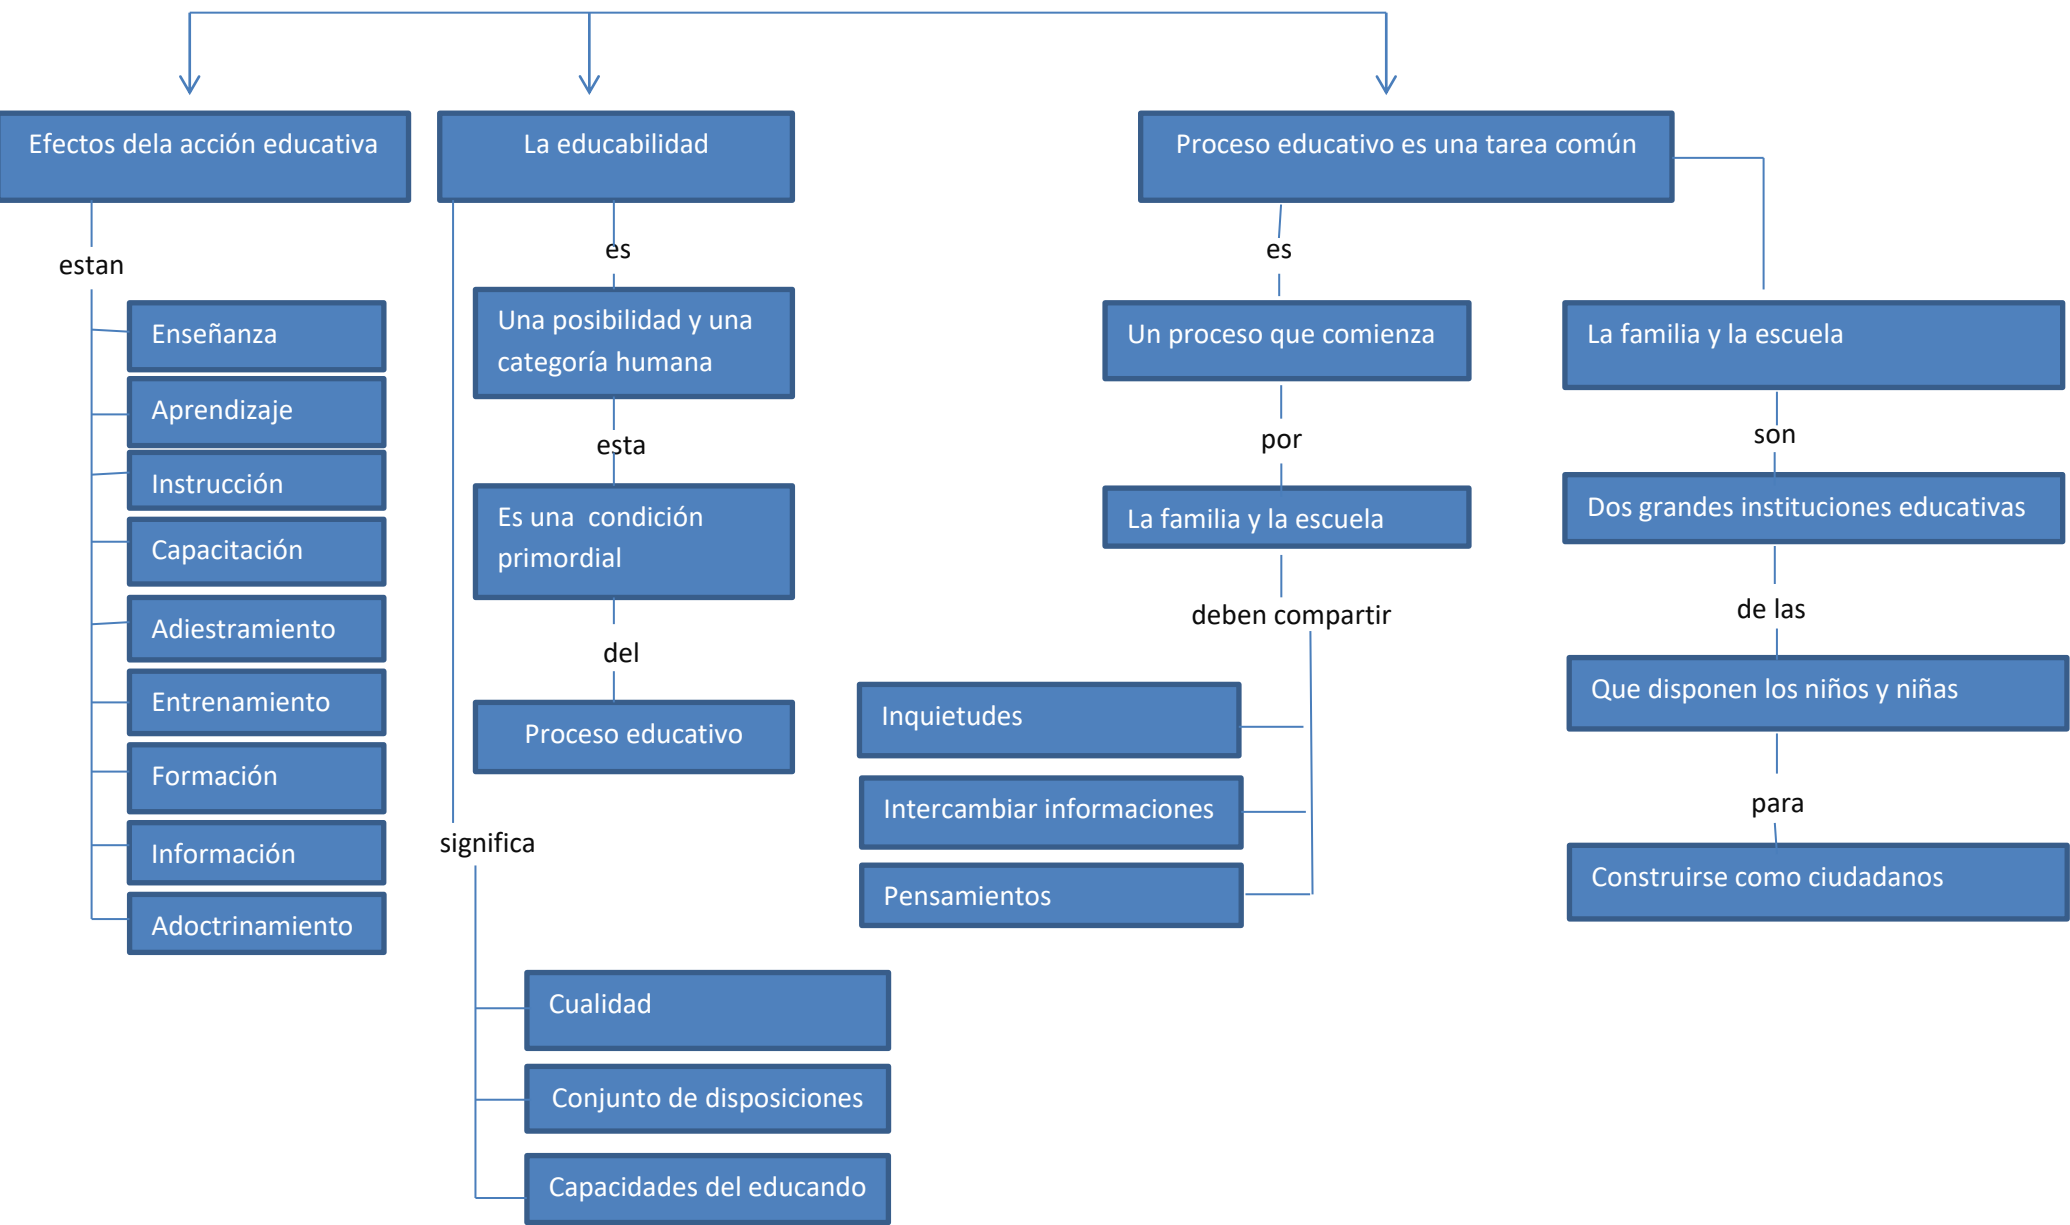 Efectos dela acción educativa
estan
Enseñanza
Aprendizaje
Instrucción
Capacitación
Adiestramiento
Entrenamiento
Formación
Información
Adoctrinamiento
La educabilidad
es
Una posibilidad y una
categoría humana
esta
Es una  condición
primordial
del
Proceso educativo
significa
Cualidad
Conjunto de disposiciones
Capacidades del educando
Proceso educativo es una tarea común
es
Un proceso que comienza
por
La familia y la escuela
deben compartir
Inquietudes
Intercambiar informaciones
Pensamientos
La familia y la escuela
son
Dos grandes instituciones educativas
de las
Que disponen los niños y niñas
para
Construirse como ciudadanos